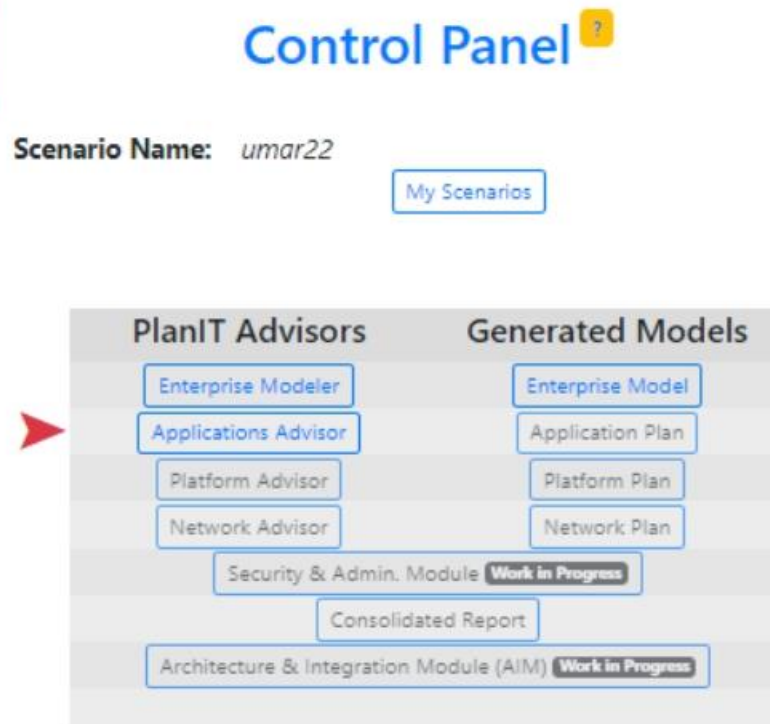 Control Panel ?
Scenario Name: umar22
My Scenarios
PlanIT Advisors Generated Models
Enterprise Modeler Enterprise Model
Applications Advisor Application Plan
Platform Advisor Platform Plan
Network Advisor Network Plan
Security & Admin. Module Work in Progress
Consolidated Report
Architecture & Integration Module (AIM) Work in Progress